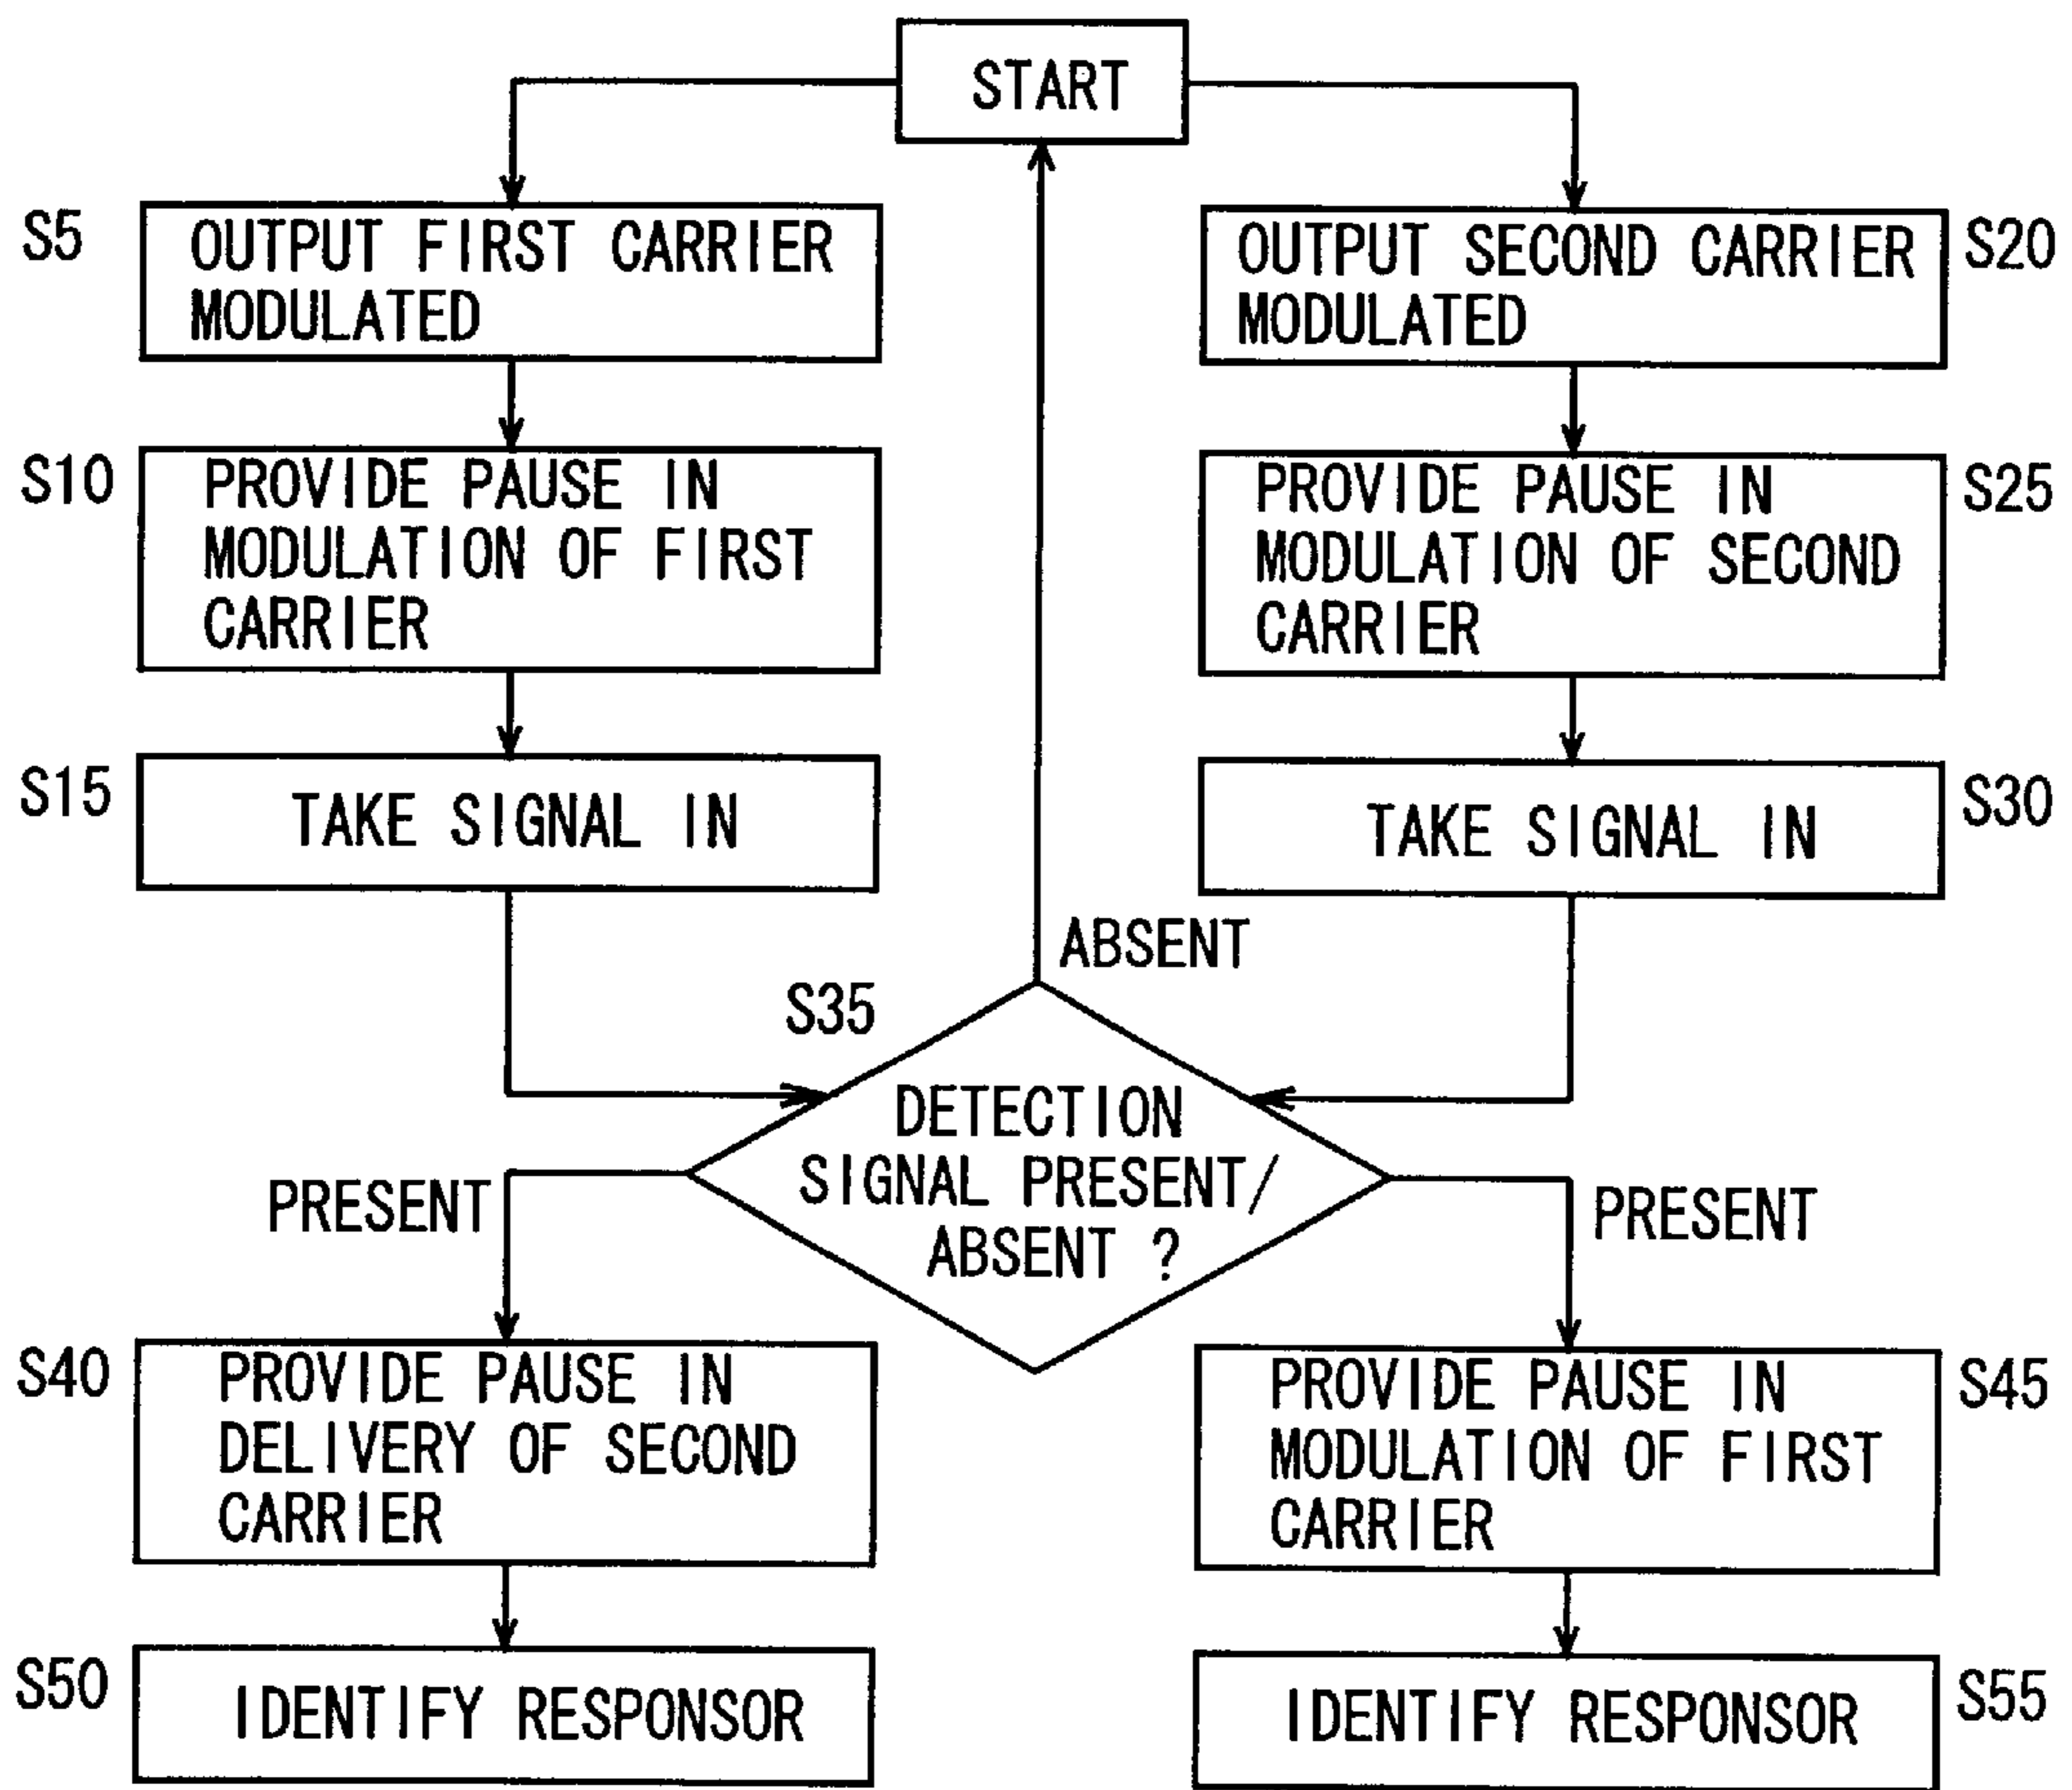 START
S5
OUTPUT FIRST CARRIER
MODULATED
OUTPUT SECOND CARRIER
MODULATED
S20
S10
PROVIDE PAUSE IN
MODULATION OF FIRST
CARRIER
PROVIDE PAUSE IN
MODULATION OF SECOND
CARRIER
S25
S15
TAKE SIGNAL IN
TAKE SIGNAL IN
S30
ABSENT
S35
DETECTION
SIGNAL PRESENT/
ABSENT ?
PRESENT
PRESENT
S40
PROVIDE PAUSE IN
DELIVERY OF SECOND
CARRIER
PROVIDE PAUSE IN
MODULATION OF FIRST
CARRIER
S45
S50
IDENTIFY RESPONSOR
IDENTIFY RESPONSOR
S55